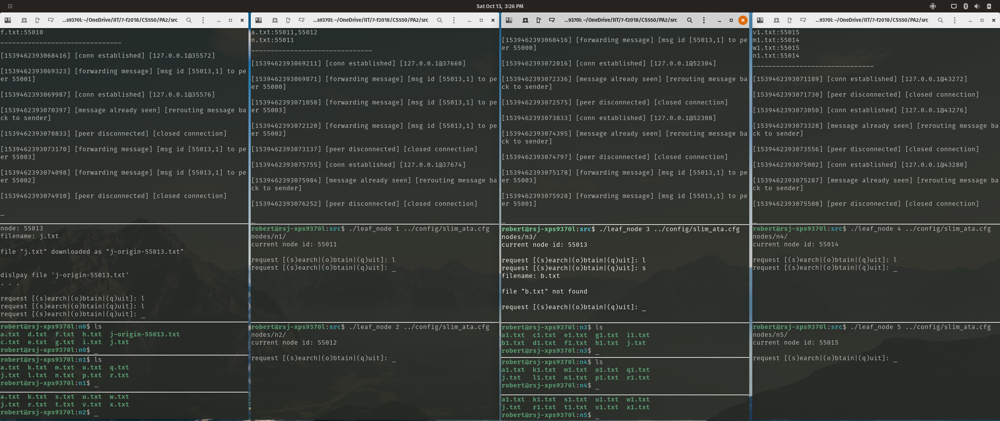 Sat Oct 13, 3:26 PM
...s9370l: ~/OneDrive/IIT/7-f2018/CS550/PA2/src
f.txt:55010
-------------------------------
[1539462393068416] [conn established] [127.0.0.1@35572]
[1539462393069323] [forwarding message] [msg id [55013,1] to pe
er 55001]
[1539462393069987] [conn established] [127.0.0.1@35576]
[1539462393070397] [message already seen] [rerouting message ba
ck to sender]
[1539462393070833] [peer disconnected] [closed connection]
[1539462393073170] [forwarding message] [msg id [55013,1] to pe
er 55003]
[1539462393074098] [forwarding message] [msg id [55013,1] to pe
er 55002]
[1539462393074910] [peer disconnected] [closed connection]
_
node: 55013
filename: j.txt
file "j.txt" downloaded as "j-origin-55013.txt"
dislpay file 'j-origin-55013.txt'
. . .
request [(s)earch|(o)btain|(q)uit]: l
request [(s)earch|(o)btain|(q)uit]: l
request [(s)earch|(o)btain|(q)uit]: _
robert@rsj-xps9370l:n0$ ls
a.txt d.txt f.txt h.txt j-origin-55013.txt
c.txt e.txt g.txt i.txt j.txt
robert@rsj-xps9370l:n0$ _
robert@rsj-xps9370l:n1$ ls
a.txt k.txt m.txt o.txt q.txt
j.txt l.txt n.txt p.txt r.txt
robert@rsj-xps9370l:n1$ _
a.txt k.txt s.txt u.txt w.txt
j.txt r.txt t.txt v.txt x.txt
robert@rsj-xps9370l:n2$ _
...s9370l: ~/OneDrive/IIT/7-f2018/CS550/PA2/src
a.txt:55011,55012
n.txt:55011
-------------------------------
[1539462393069211] [conn established] [127.0.0.1@37660]
[1539462393069871] [forwarding message] [msg id [55013,1] to pe
er 55000]
[1539462393071050] [forwarding message] [msg id [55013,1] to pe
er 55003]
[1539462393072120] [forwarding message] [msg id [55013,1] to pe
er 55002]
[1539462393073137] [peer disconnected] [closed connection]
[1539462393075755] [conn established] [127.0.0.1@37674]
[1539462393075984] [message already seen] [rerouting message ba
ck to sender]
[1539462393076252] [peer disconnected] [closed connection]
_
robert@rsj-xps9370l:src$ ./leaf_node 1 ../config/slim_ata.cfg
nodes/n1/
current node id: 55011
request [(s)earch|(o)btain|(q)uit]: l
request [(s)earch|(o)btain|(q)uit]: _
robert@rsj-xps9370l:src$ ./leaf_node 2 ../config/slim_ata.cfg
nodes/n2/
current node id: 55012
request [(s)earch|(o)btain|(q)uit]: _
...9370l: ~/OneDrive/IIT/7-f2018/CS550/PA2/src
[1539462393068416] [forwarding message] [msg id [55013,1] to pe
er 55000]
[1539462393072016] [conn established] [127.0.0.1@52304]
[1539462393072336] [message already seen] [rerouting message ba
ck to sender]
[1539462393072575] [peer disconnected] [closed connection]
[1539462393073833] [conn established] [127.0.0.1@52308]
[1539462393074395] [message already seen] [rerouting message ba
ck to sender]
[1539462393074797] [peer disconnected] [closed connection]
[1539462393075178] [forwarding message] [msg id [55013,1] to pe
er 55003]
[1539462393075928] [forwarding message] [msg id [55013,1] to pe
er 55001]
_
robert@rsj-xps9370l:src$ ./leaf_node 3 ../config/slim_ata.cfg
nodes/n3/
current node id: 55013
request [(s)earch|(o)btain|(q)uit]: l
request [(s)earch|(o)btain|(q)uit]: s
filename: b.txt
file "b.txt" not found
request [(s)earch|(o)btain|(q)uit]: _
robert@rsj-xps9370l:n3$ ls
a1.txt c1.txt e1.txt g1.txt i1.txt
b1.txt d1.txt f1.txt h1.txt j.txt
robert@rsj-xps9370l:n3$ _
robert@rsj-xps9370l:n4$ ls
a1.txt k1.txt m1.txt o1.txt q1.txt
j.txt l1.txt n1.txt p1.txt r1.txt
robert@rsj-xps9370l:n4$ _
a1.txt k1.txt s1.txt u1.txt w1.txt
j.txt r1.txt t1.txt v1.txt x1.txt
robert@rsj-xps9370l:n5$ _
...9370l: ~/OneDrive/IIT/7-f2018/CS550/PA2/src
v1.txt:55015
m1.txt:55014
w1.txt:55015
n1.txt:55014
-------------------------------
[1539462393071189] [conn established] [127.0.0.1@43272]
[1539462393071730] [peer disconnected] [closed connection]
[1539462393073050] [conn established] [127.0.0.1@43276]
[1539462393073328] [message already seen] [rerouting message ba
ck to sender]
[1539462393073556] [peer disconnected] [closed connection]
[1539462393075002] [conn established] [127.0.0.1@43280]
[1539462393075287] [message already seen] [rerouting message ba
ck to sender]
[1539462393075508] [peer disconnected] [closed connection]
_
robert@rsj-xps9370l:src$ ./leaf_node 4 ../config/slim_ata.cfg
nodes/n4/
current node id: 55014
request [(s)earch|(o)btain|(q)uit]: l
request [(s)earch|(o)btain|(q)uit]: _
robert@rsj-xps9370l:src$ ./leaf_node 5 ../config/slim_ata.cfg
nodes/n5/
current node id: 55015
request [(s)earch|(o)btain|(q)uit]: _